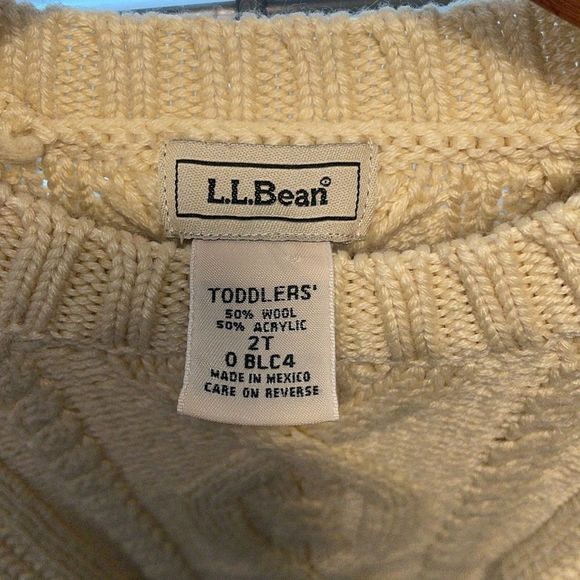 L.L.Bean®
TODDLERS'
50% WOOL
50% ACRYLIC
2T
0 BLC4
MADE IN MEXICO
CARE ON REVERSE